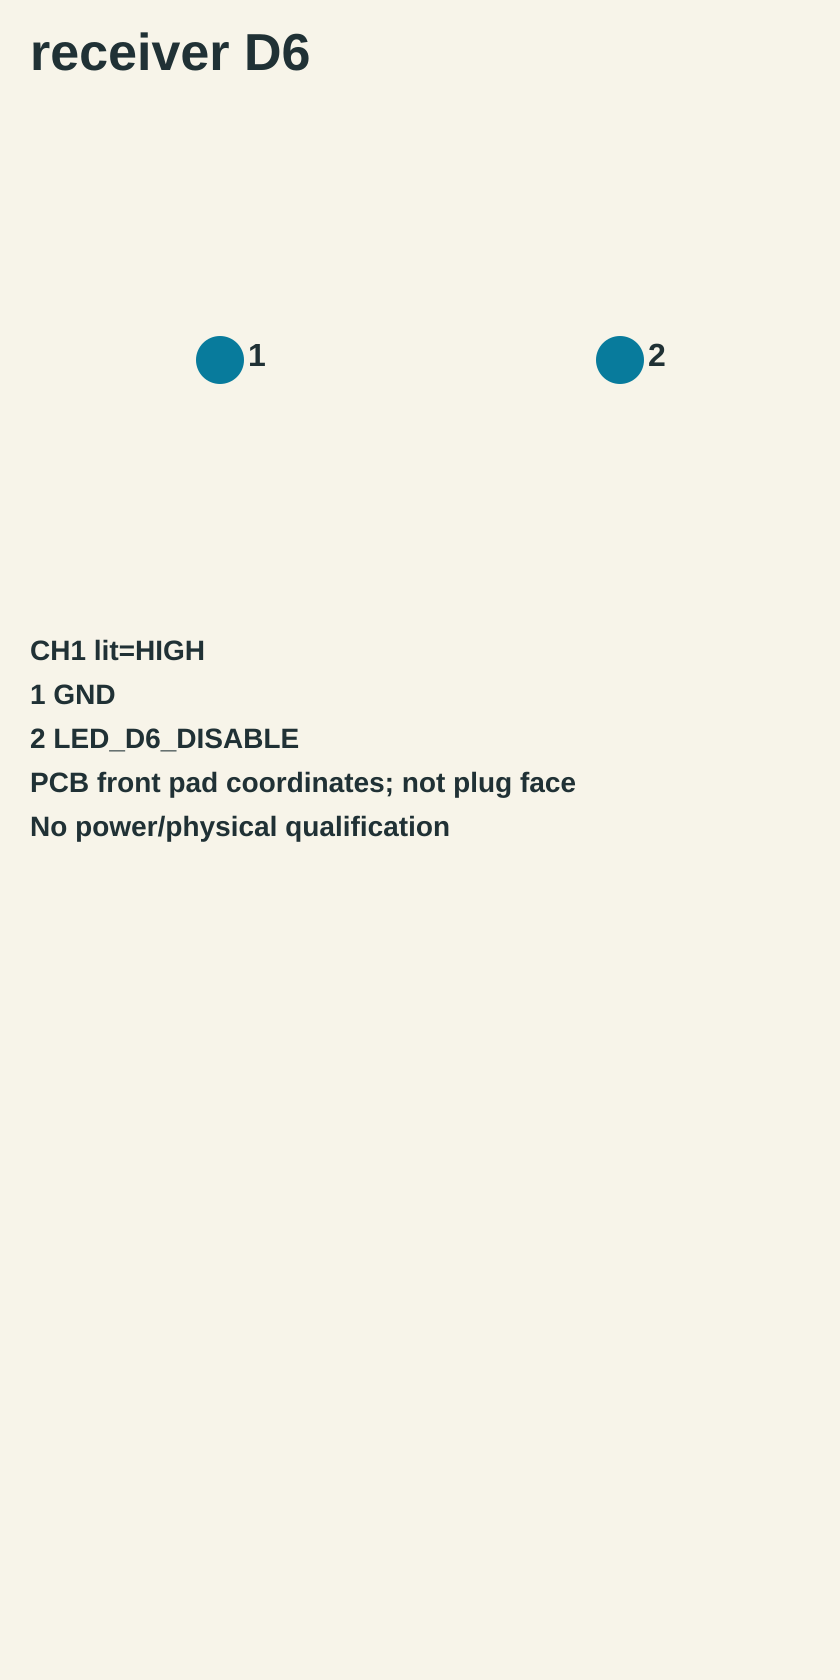 receiver D6
1
2
CH1 lit=HIGH
1 GND
2 LED_D6_DISABLE
PCB front pad coordinates; not plug face
No power/physical qualification